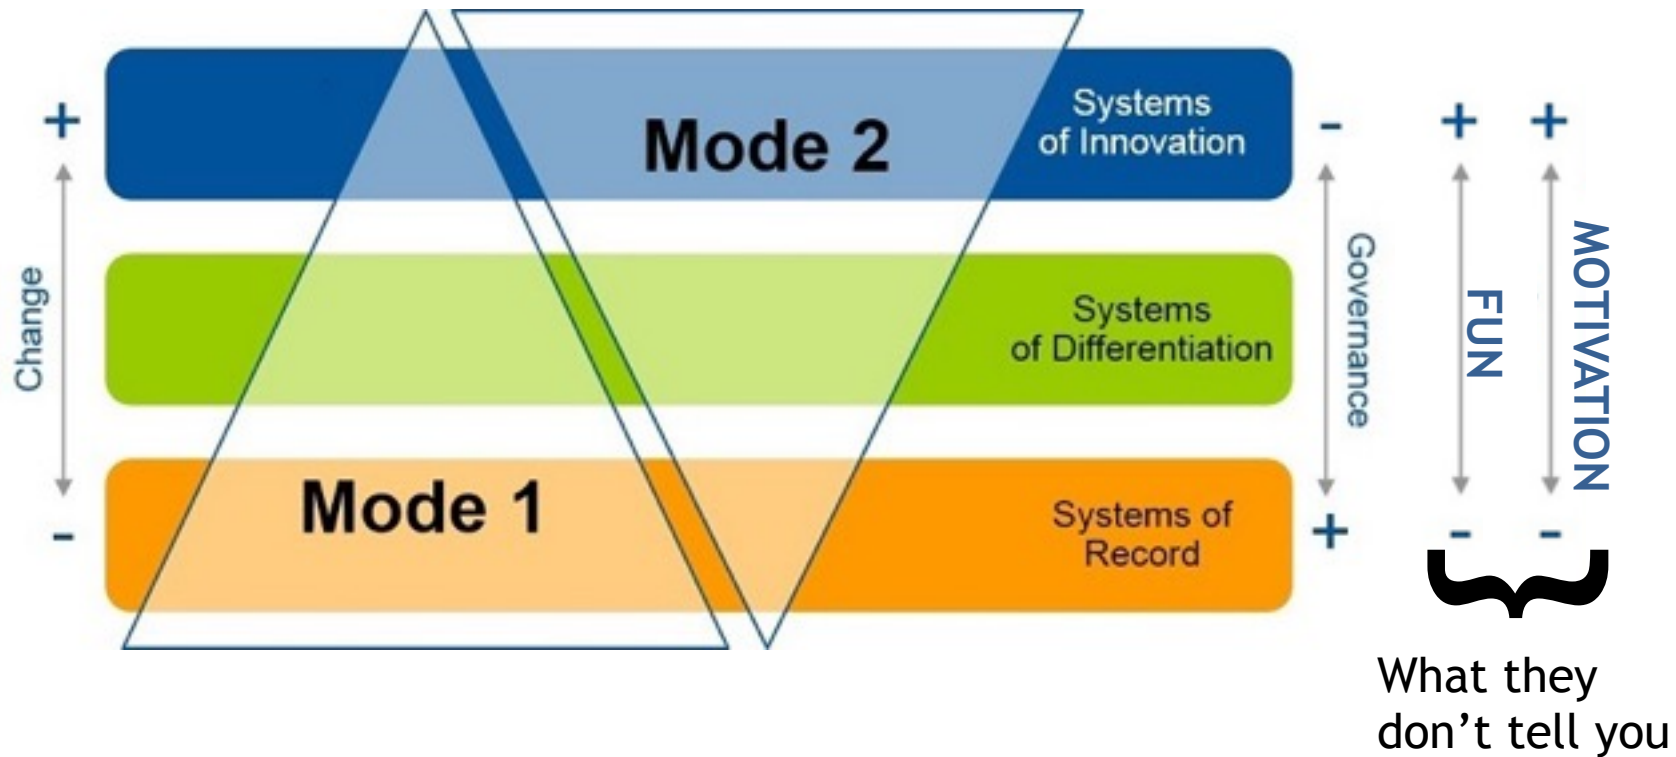 +
Change
-
Mode 2
Mode 1
Systems
of Innovation
Systems
of Differentiation
Systems of
Record
-
Governance
+
+
FUN
-
+
MOTIVATION
-
What they
don’t tell you